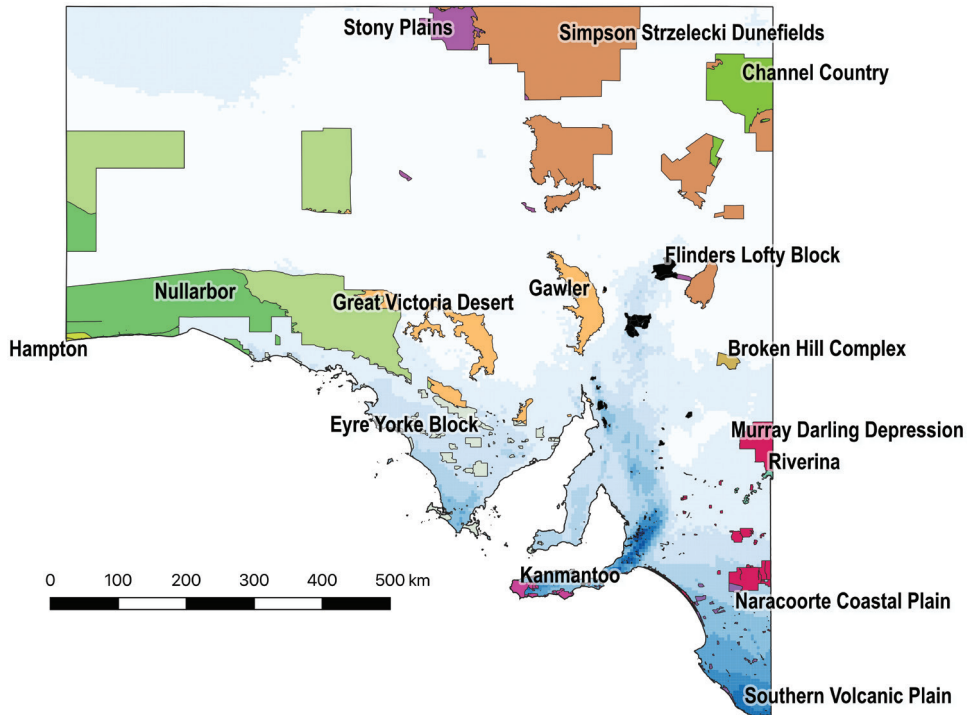 Stony Plains
Simpson Strzelecki Dunefields
Channel Country
Flinders Lofty Block
Nullarbor
Great Victoria Desert
Gawler
Hampton
Broken Hill Complex
Eyre Yorke Block
Murray Darling Depression
Riverina
0 100 200 300 400 500 km
Kanmantoo
Naracoorte Coastal Plain
Southern Volcanic Plain